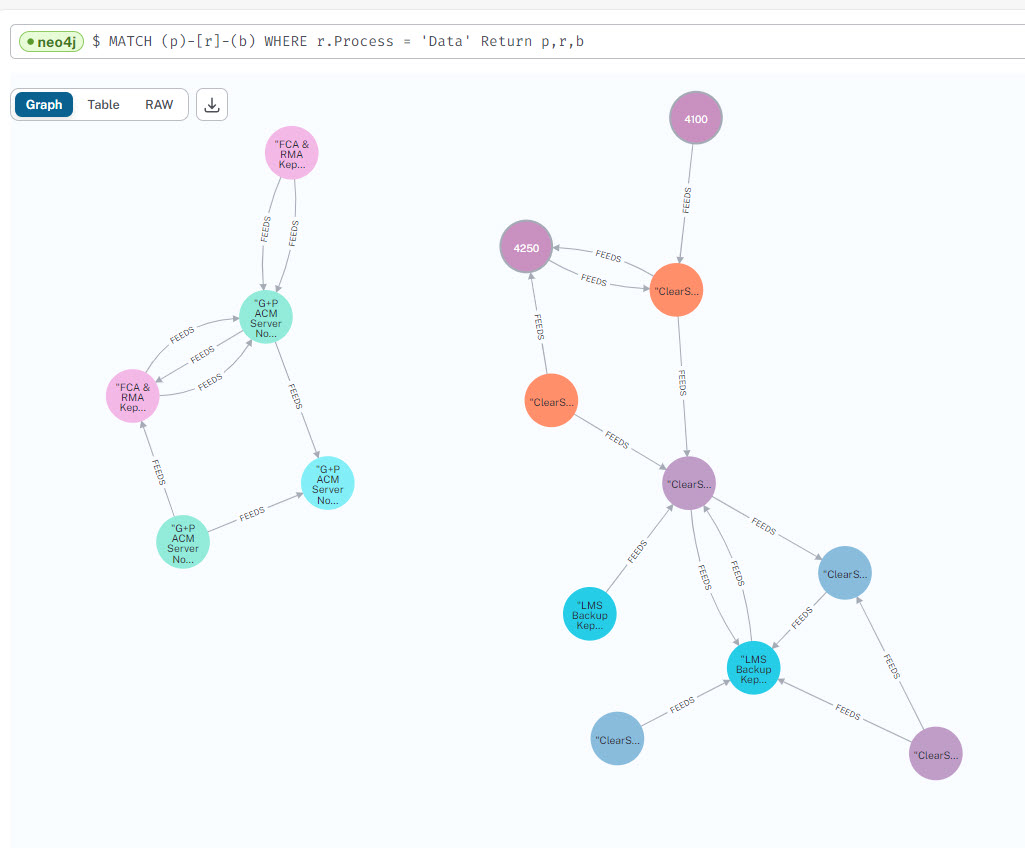 neo4j $ MATCH (p)-[r]-(b) WHERE r.Process = 'Data' Return p,r,b
Graph Table RAW
"FCA &
RMA
Kep...
FEEDS
FEEDS
"G+P
ACM
Server
No...
FEEDS
FEEDS
FEEDS
"FCA &
RMA
Kep...
FEEDS
FEEDS
"G+P
ACM
Server
No...
FEEDS
"G+P
ACM
Server
No...
4100
FEEDS
4250
FEEDS
FEEDS
"ClearS...
FEEDS
FEEDS
"ClearS...
FEEDS
"ClearS...
FEEDS
FEEDS
FEEDS
FEEDS
"ClearS...
"LMS
Backup
Kep...
FEEDS
"LMS
Backup
Kep...
FEEDS
FEEDS
FEEDS
"ClearS...
"ClearS...